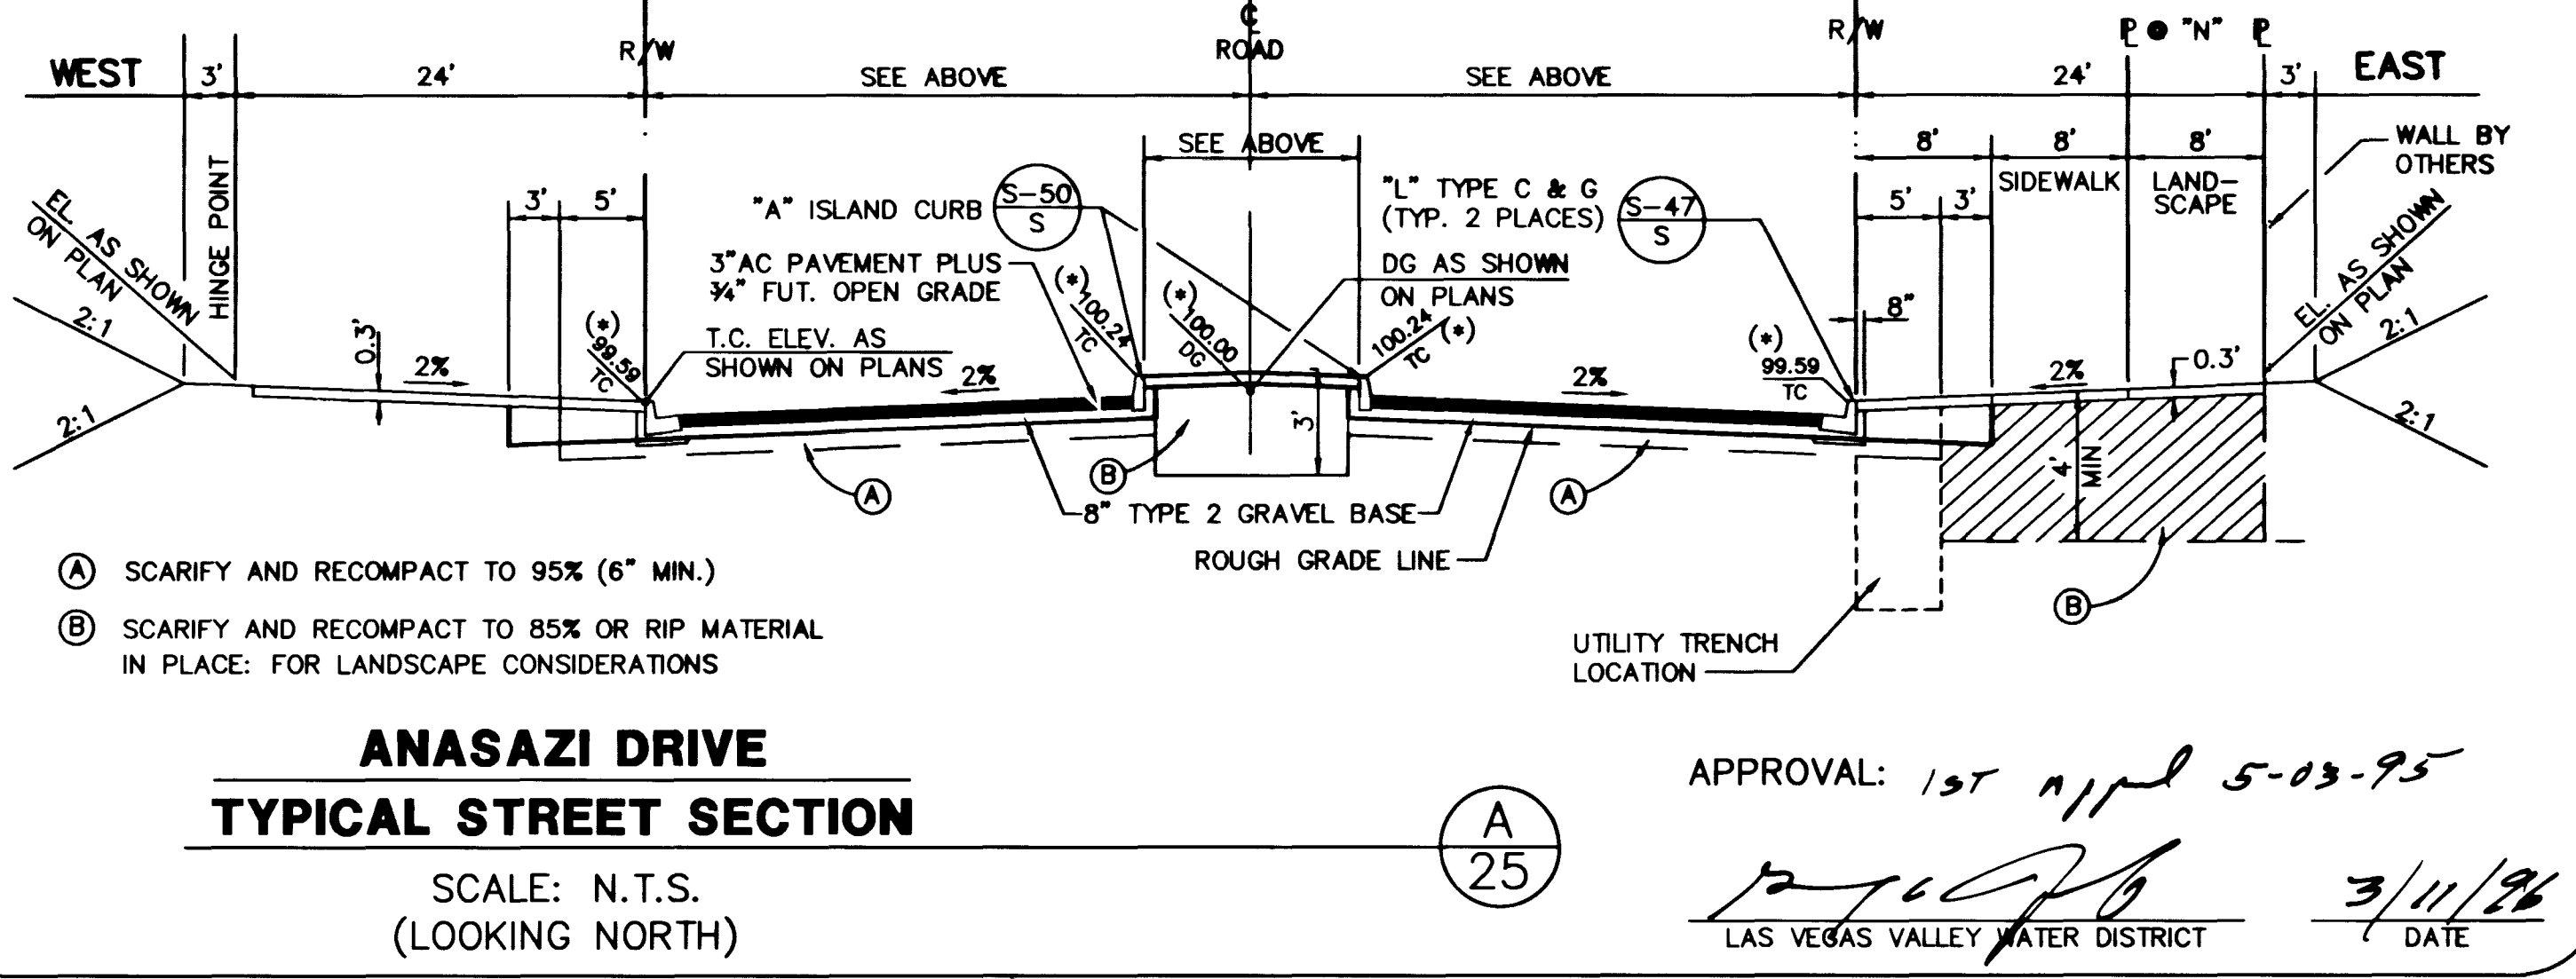 WEST
3'
24'
R/W
SEE ABOVE
℄
ROAD
SEE ABOVE
R/W
24'
℗ ● "N" ℗
3'
EAST
SEE ABOVE
8'
8'
8'
WALL BY
OTHERS
SIDEWALK
LAND-
SCAPE
HINGE POINT
EL. AS SHOWN
ON PLAN
2:1
2:1
3'
5'
"A" ISLAND CURB
S-50
S
"L" TYPE C & G
(TYP. 2 PLACES)
S-47
S
5'
3'
3"AC PAVEMENT PLUS
¾" FUT. OPEN GRADE
DG AS SHOWN
ON PLANS
T.C. ELEV. AS
SHOWN ON PLANS
0.3'
2%
(*)
99.59
TC
2%
(*)
100.24
TC
(*)
100.00
DG
100.24 (*)
TC
2%
(*)
99.59
TC
8"
2%
0.3'
EL. AS SHOWN
ON PLAN
2:1
2:1
3'
4'
MIN
A
B
8" TYPE 2 GRAVEL BASE
A
ROUGH GRADE LINE
B
UTILITY TRENCH
LOCATION
A SCARIFY AND RECOMPACT TO 95% (6" MIN.)
B SCARIFY AND RECOMPACT TO 85% OR RIP MATERIAL
IN PLACE: FOR LANDSCAPE CONSIDERATIONS
ANASAZI DRIVE
TYPICAL STREET SECTION
SCALE: N.T.S.
(LOOKING NORTH)
A
25
APPROVAL: 1ST 5-03-95
3/11/96
LAS VEGAS VALLEY WATER DISTRICT
DATE